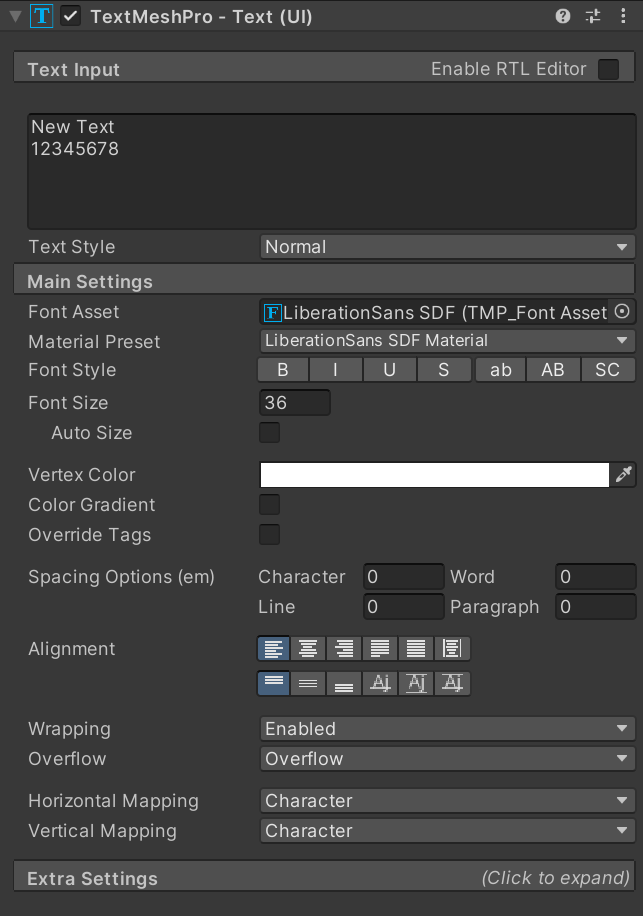 TextMeshPro - Text (UI)
Text Input Enable RTL Editor
New Text
12345678
Text Style Normal
Main Settings
Font Asset LiberationSans SDF (TMP_Font Asset
Material Preset LiberationSans SDF Material
Font Style B I U S ab AB SC
Font Size 36
Auto Size
Vertex Color
Color Gradient
Override Tags
Spacing Options (em) Character 0 Word 0
Line 0 Paragraph 0
Alignment
Wrapping Enabled
Overflow Overflow
Horizontal Mapping Character
Vertical Mapping Character
Extra Settings (Click to expand)